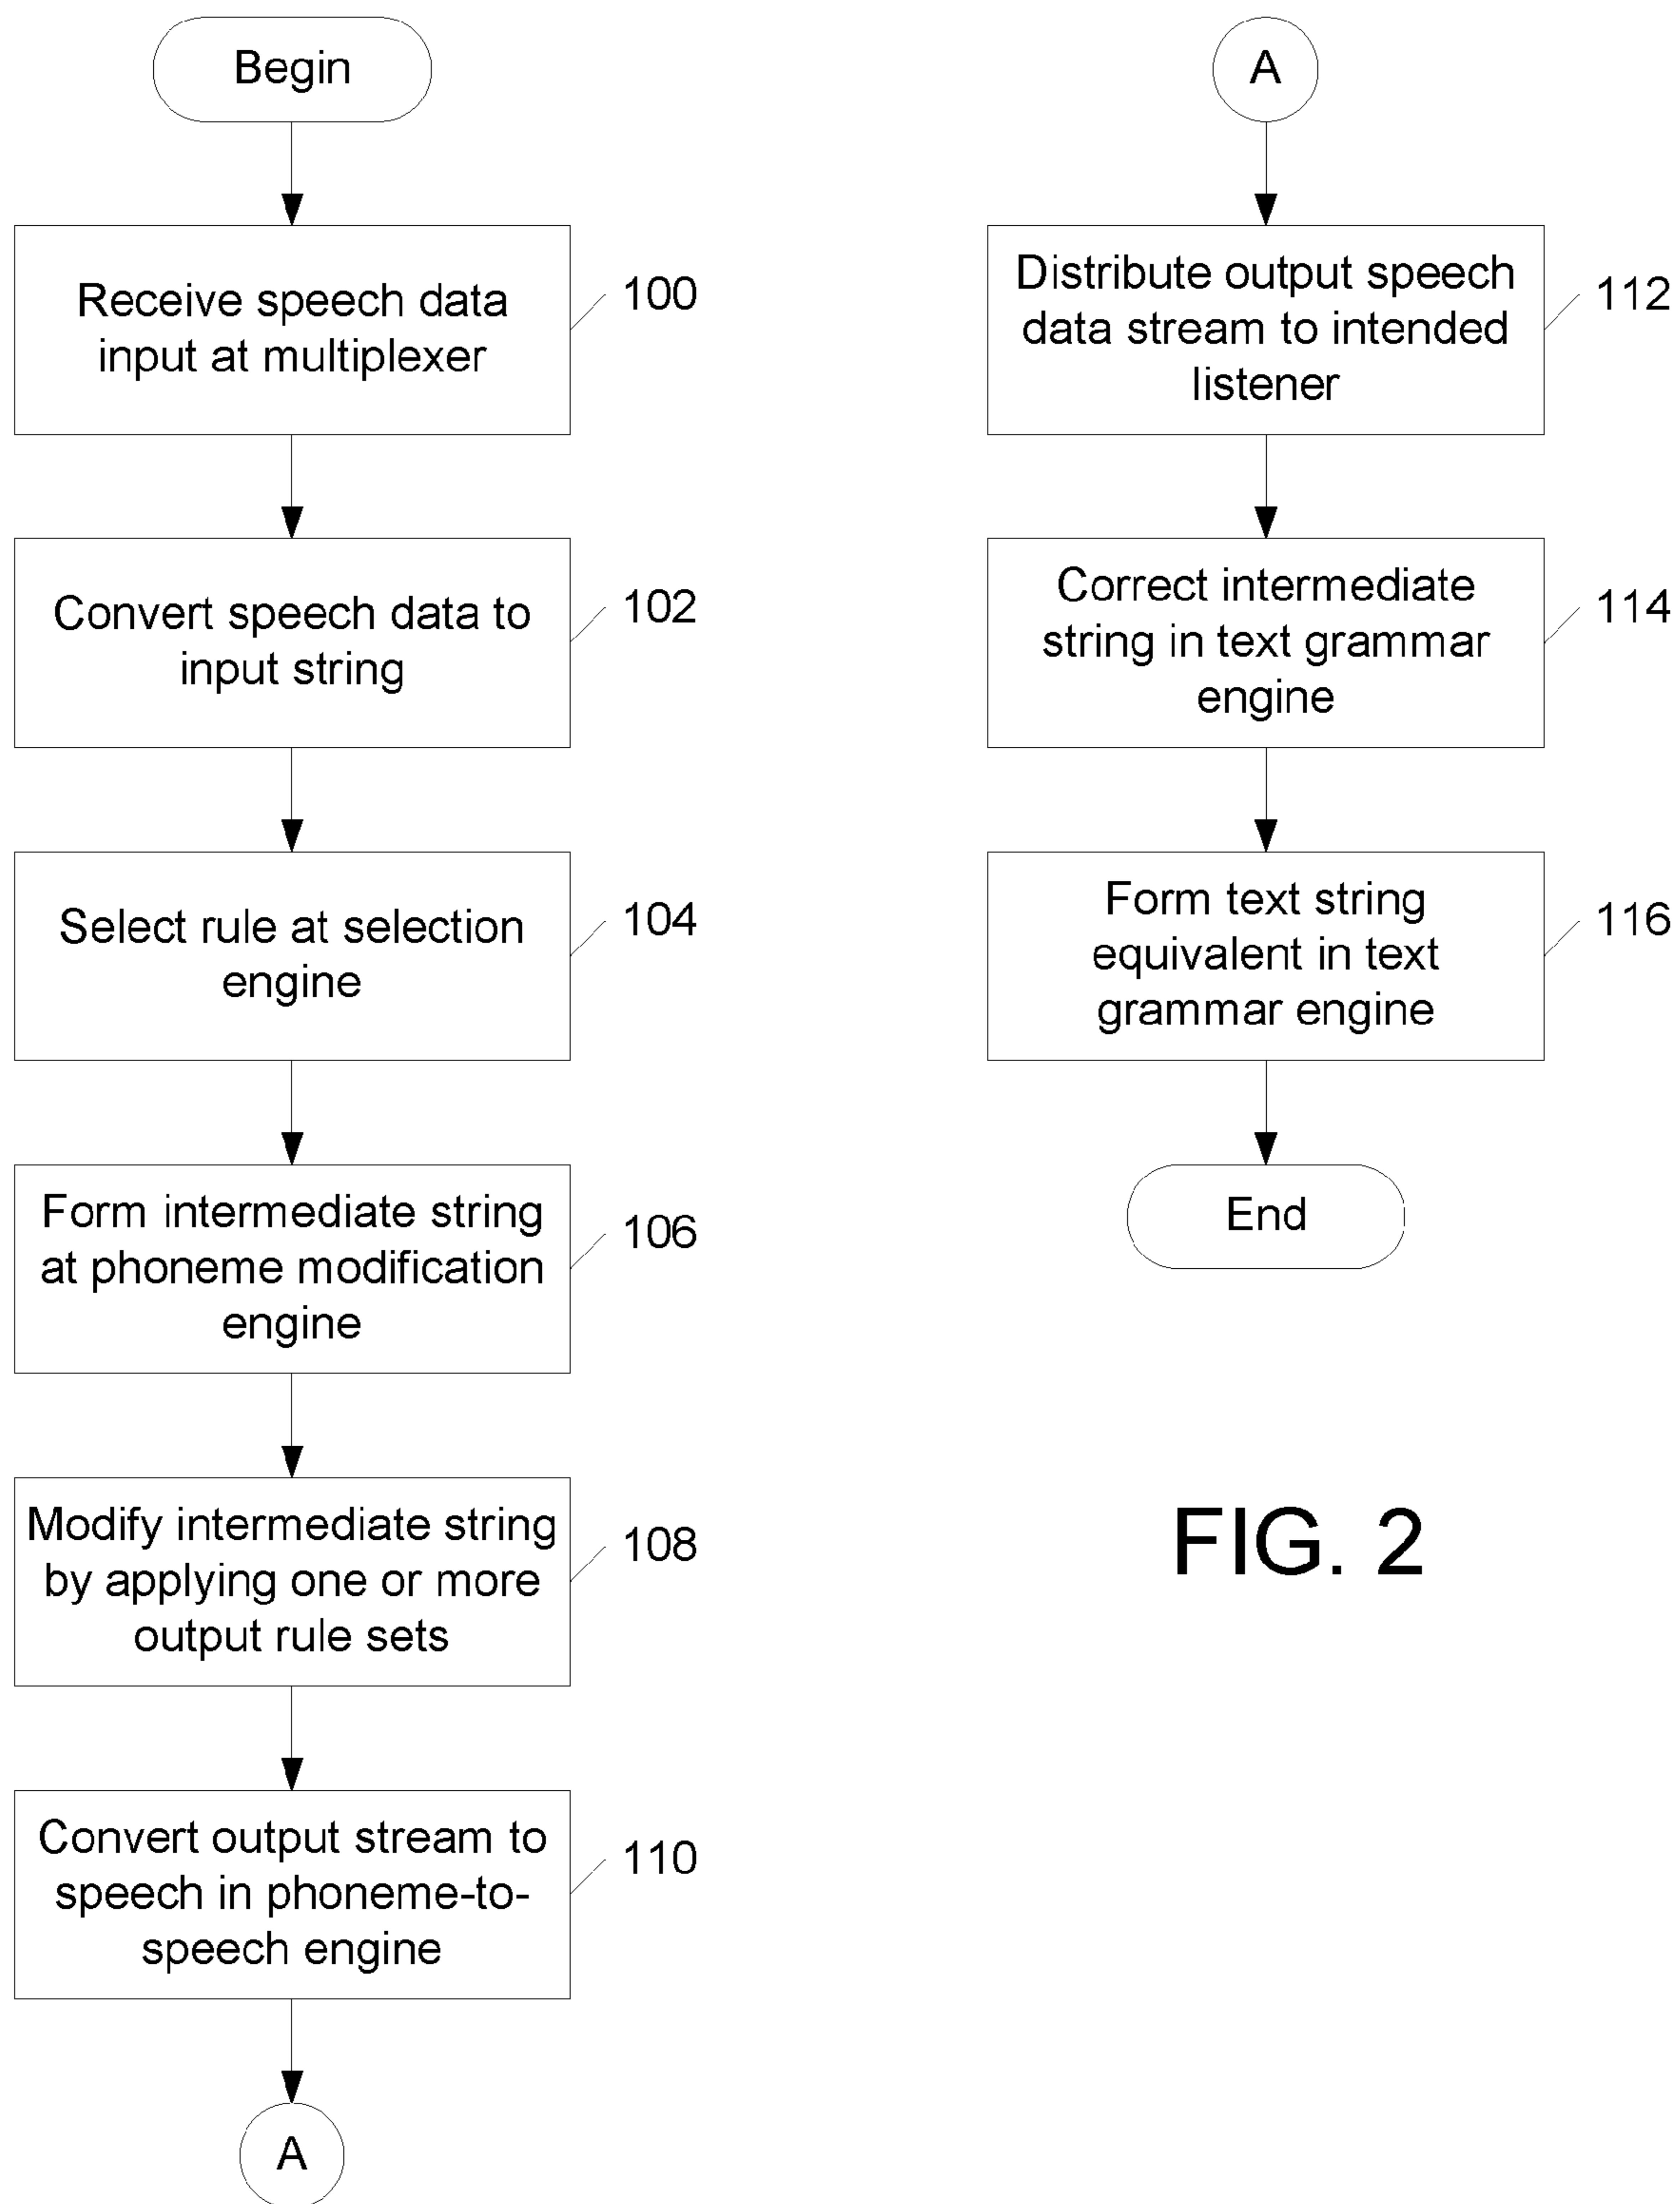 Begin
Receive speech data
input at multiplexer
100
Convert speech data to
input string
102
Select rule at selection
engine
104
Form intermediate string
at phoneme modification
engine
106
Modify intermediate string
by applying one or more
output rule sets
108
Convert output stream to
speech in phoneme-to-
speech engine
110
A
A
Distribute output speech
data stream to intended
listener
112
Correct intermediate
string in text grammar
engine
114
Form text string
equivalent in text
grammar engine
116
End
FIG. 2